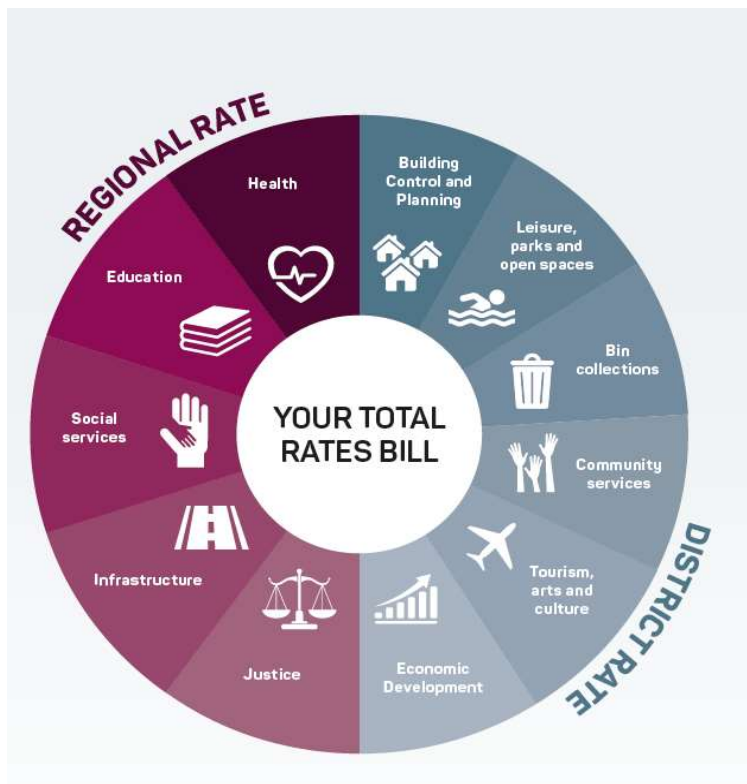 REGIONAL RATE
Health
Education
Social
services
Infrastructure
Justice
YOUR TOTAL
RATES BILL
Building
Control and
Planning
Leisure,
parks and
open spaces
Bin
collections
Community
services
Tourism,
arts and
culture
Economic
Development
DISTRICT RATE